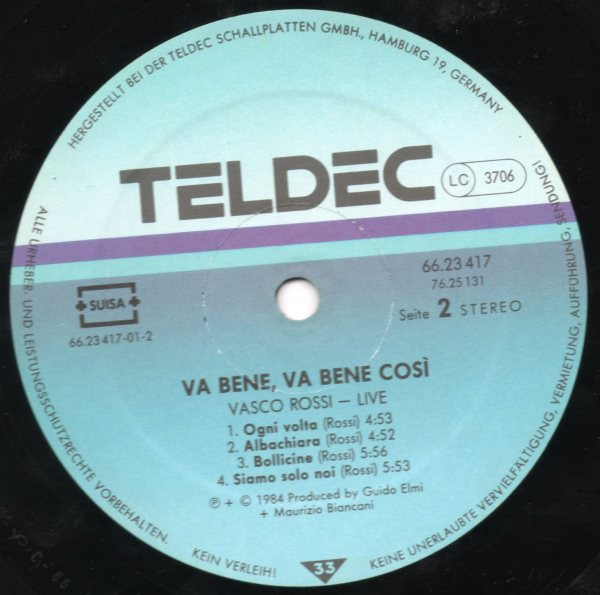 HERGESTELLT BEI DER TELDEC SCHALLPLATTEN GMBH., HAMBURG 19, GERMANY
TELDEC
LC 3706
SUISA
66.23 417-01-2
66.23 417
76.25 131
Seite 2 STEREO
VA BENE, VA BENE COSÌ
VASCO ROSSI – LIVE
1. Ogni volta (Rossi) 4:53
2. Albachiara (Rossi) 4:52
3. Bollicine (Rossi) 5:56
4. Siamo solo noi (Rossi) 5:53
℗ + © 1984 Produced by Guido Elmi
+ Maurizio Biancani
33
ALLE URHEBER- UND LEISTUNGSSCHUTZRECHTE VORBEHALTEN.
KEIN VERLEIH!
KEINE UNERLAUBTE VERVIELFÄLTIGUNG, VERMIETUNG, AUFFÜHRUNG, SENDUNG!